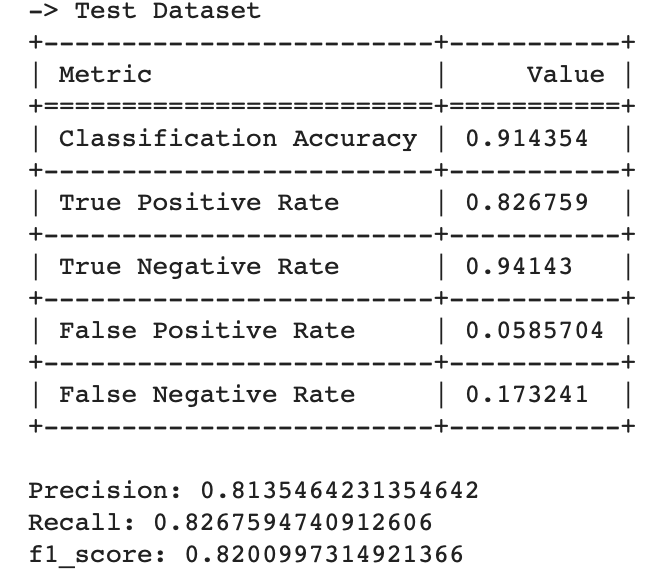 -> Test Dataset
+-------------------------+-----------+
| Metric                  |     Value |
+=========================+===========+
| Classification Accuracy | 0.914354  |
+-------------------------+-----------+
| True Positive Rate      | 0.826759  |
+-------------------------+-----------+
| True Negative Rate      | 0.94143   |
+-------------------------+-----------+
| False Positive Rate     | 0.0585704 |
+-------------------------+-----------+
| False Negative Rate     | 0.173241  |
+-------------------------+-----------+
Precision: 0.8135464231354642
Recall: 0.8267594740912606
f1_score: 0.8200997314921366